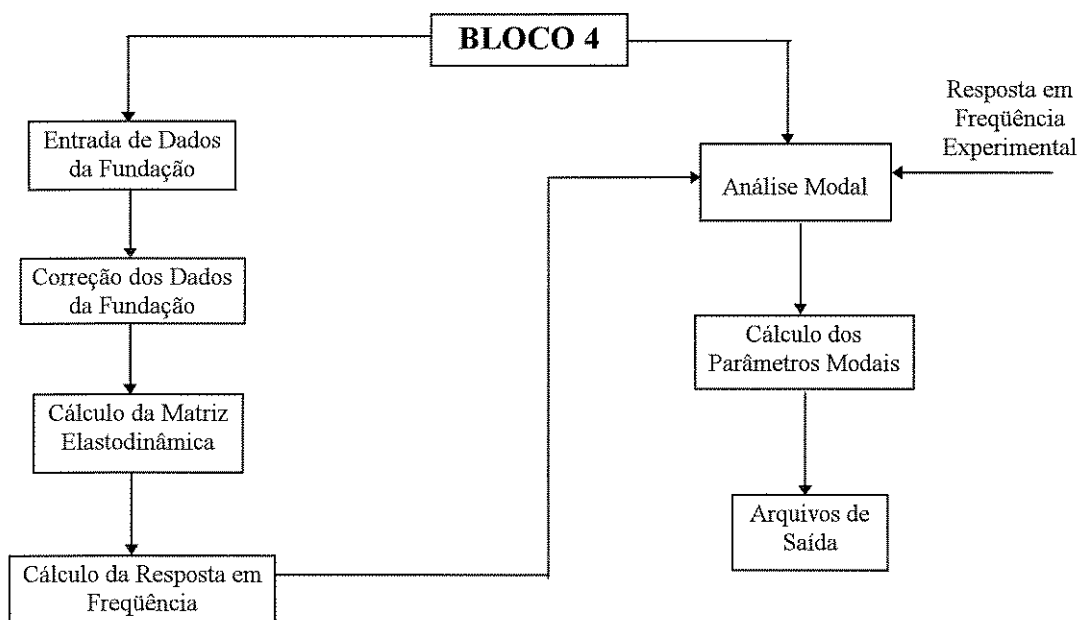 BLOCO 4
Entrada de Dados
da Fundação
Correção dos Dados
da Fundação
Cálculo da Matriz
Elastodinâmica
Cálculo da Resposta em
Freqüência
Resposta em
Freqüência
Experimental
Análise Modal
Cálculo dos
Parâmetros Modais
Arquivos de
Saída